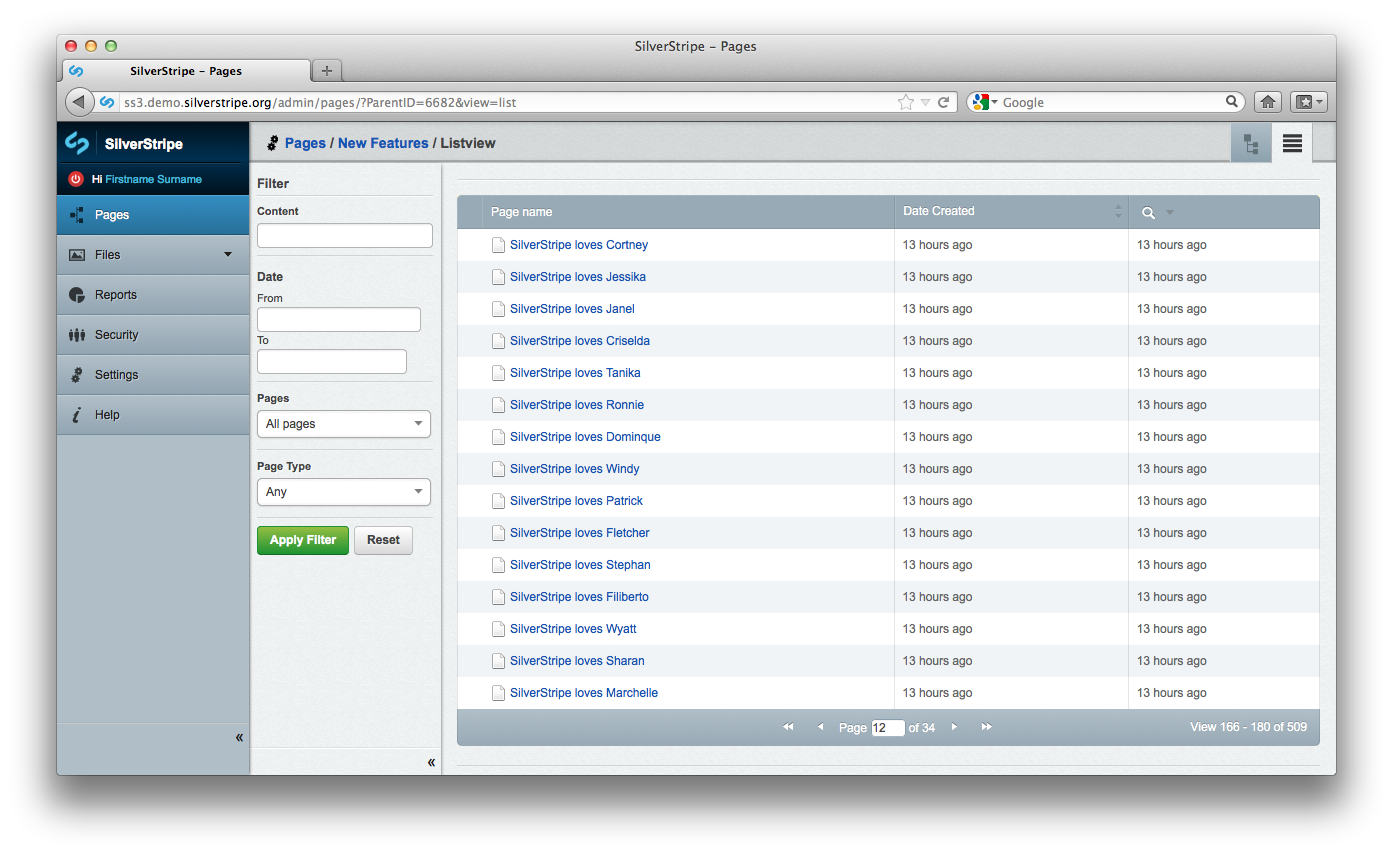 SilverStripe – Pages
SilverStripe – Pages
ss3.demo.silverstripe.org/admin/pages/?ParentID=6682&view=list
Google
SilverStripe
Pages / New Features / Listview
Hi Firstname Surname
Pages
Files
Reports
Security
Settings
Help
«
Filter
Content
Date
From
To
Pages
All pages
Page Type
Any
Apply Filter Reset
«
Page name Date Created
SilverStripe loves Cortney 13 hours ago 13 hours ago
SilverStripe loves Jessika 13 hours ago 13 hours ago
SilverStripe loves Janel 13 hours ago 13 hours ago
SilverStripe loves Criselda 13 hours ago 13 hours ago
SilverStripe loves Tanika 13 hours ago 13 hours ago
SilverStripe loves Ronnie 13 hours ago 13 hours ago
SilverStripe loves Dominque 13 hours ago 13 hours ago
SilverStripe loves Windy 13 hours ago 13 hours ago
SilverStripe loves Patrick 13 hours ago 13 hours ago
SilverStripe loves Fletcher 13 hours ago 13 hours ago
SilverStripe loves Stephan 13 hours ago 13 hours ago
SilverStripe loves Filiberto 13 hours ago 13 hours ago
SilverStripe loves Wyatt 13 hours ago 13 hours ago
SilverStripe loves Sharan 13 hours ago 13 hours ago
SilverStripe loves Marchelle 13 hours ago 13 hours ago
Page 12 of 34 View 166 - 180 of 509